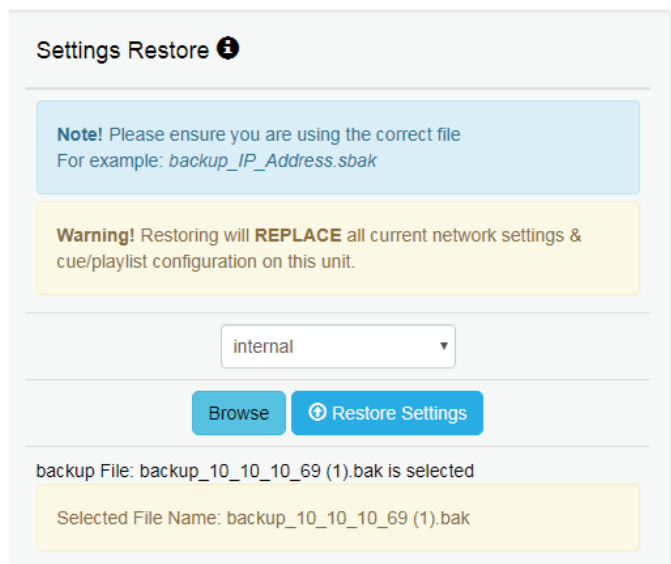 Settings Restore
Note! Please ensure you are using the correct file
For example: backup_IP_Address.sbak
Warning! Restoring will REPLACE all current network settings &
cue/playlist configuration on this unit.
internal
Browse
Restore Settings
backup File: backup_10_10_10_69 (1).bak is selected
Selected File Name: backup_10_10_10_69 (1).bak